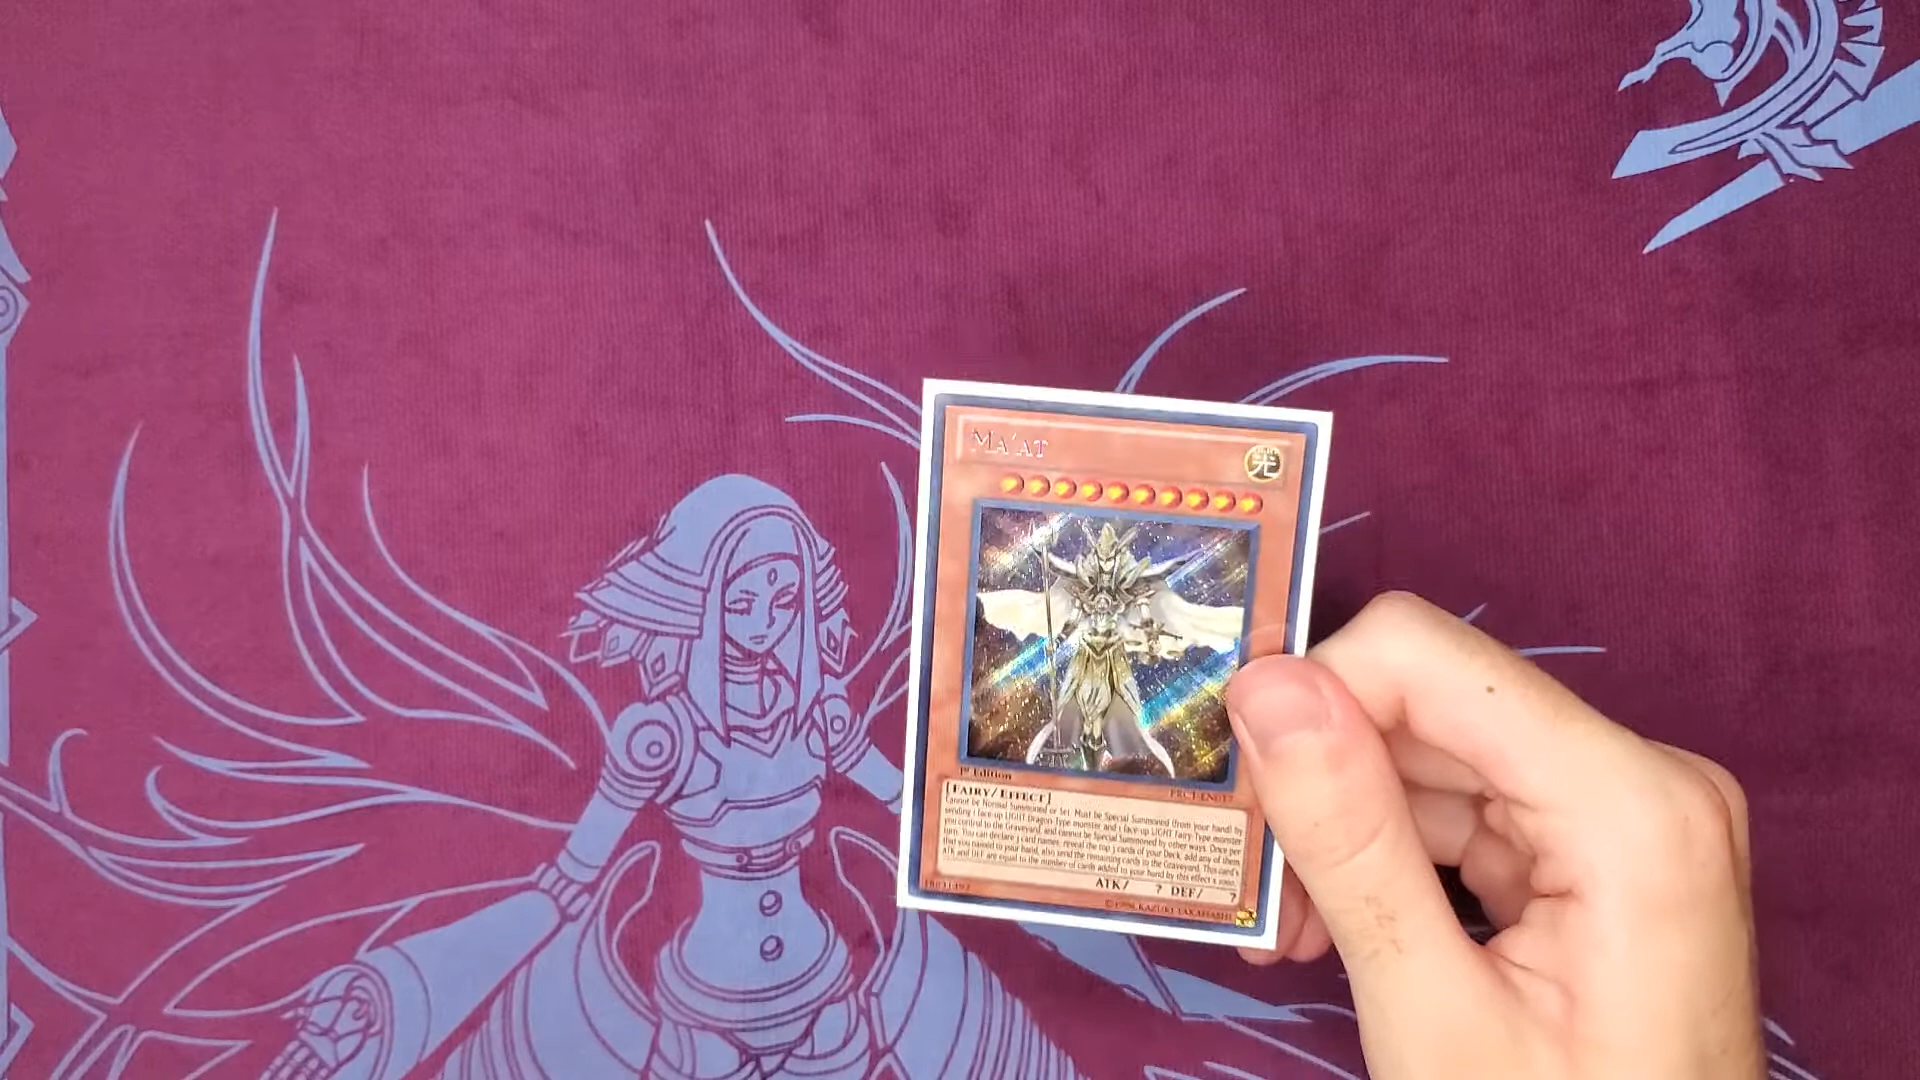 MA'AT
光
1st Edition
PRC1-EN017
[FAIRY/EFFECT]
Cannot be Normal Summoned or Set. Must be Special Summoned (from your hand) by
sending 1 face-up LIGHT Dragon-Type monster and 1 face-up LIGHT Fairy-Type monster
you control to the Graveyard, and cannot be Special Summoned by other ways. Once per
turn: You can declare 3 card names; reveal the top 3 cards of your Deck, add any of them
that you named to your hand, also send the remaining cards to the Graveyard. This card's
ATK and DEF are equal to the number of cards added to your hand by this effect x 1000.
ATK/ ? DEF/ ?
©1996 KAZUKI TAKAHASHI